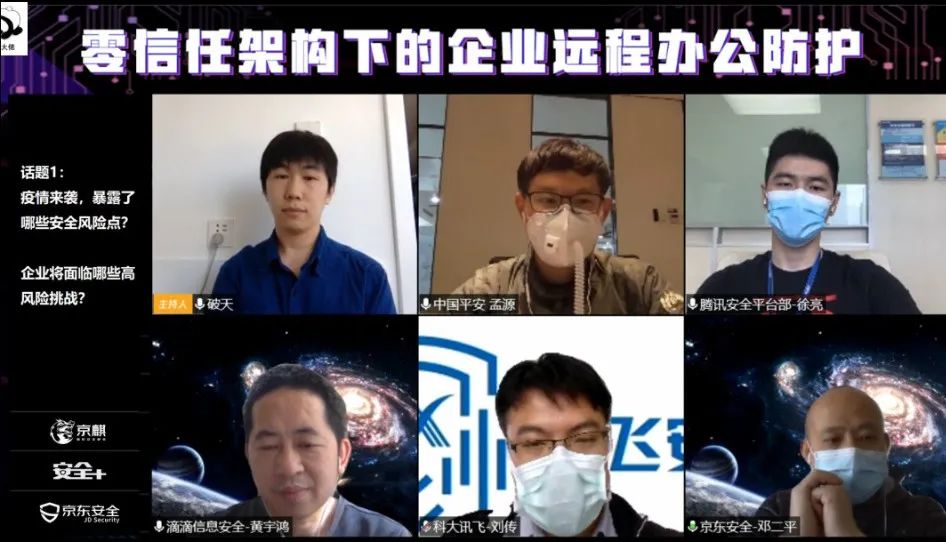 大佬
零信任架构下的企业远程办公防护
话题1：
疫情来袭，暴露了
哪些安全风险点？
企业将面临哪些高
风险挑战？
主持人 破天
中国平安 孟源
腾讯安全平台部-徐亮
京麒
安全+
京东安全
JD Security
滴滴信息安全-黄宇鸿
飞安
科大讯飞-刘传
京东安全-邓二平